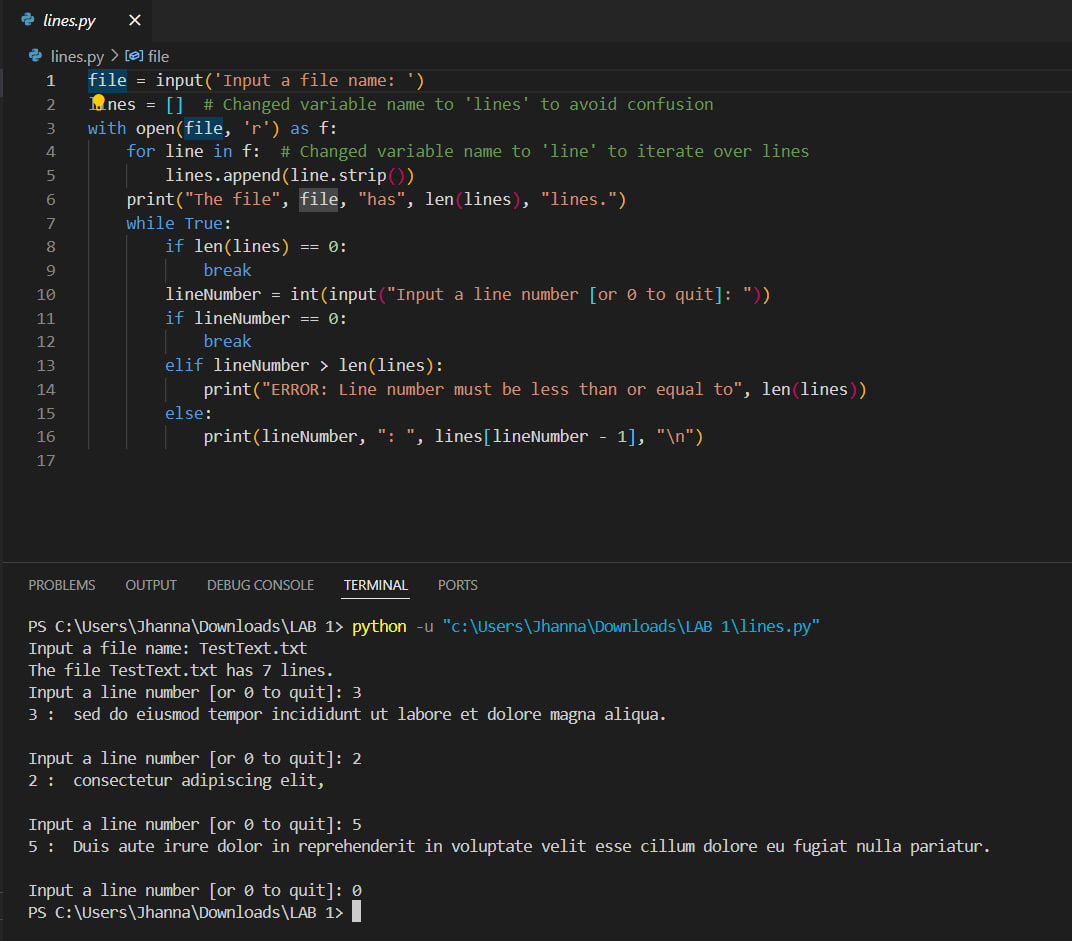 lines.py ×
lines.py > file
1 file = input('Input a file name: ')
2 lines = []  # Changed variable name to 'lines' to avoid confusion
3 with open(file, 'r') as f:
4     for line in f:  # Changed variable name to 'line' to iterate over lines
5         lines.append(line.strip())
6     print("The file", file, "has", len(lines), "lines.")
7     while True:
8         if len(lines) == 0:
9             break
10         lineNumber = int(input("Input a line number [or 0 to quit]: "))
11         if lineNumber == 0:
12             break
13         elif lineNumber > len(lines):
14             print("ERROR: Line number must be less than or equal to", len(lines))
15         else:
16             print(lineNumber, ": ", lines[lineNumber - 1], "\n")
17
PROBLEMS OUTPUT DEBUG CONSOLE TERMINAL PORTS
PS C:\Users\Jhanna\Downloads\LAB 1> python -u "c:\Users\Jhanna\Downloads\LAB 1\lines.py"
Input a file name: TestText.txt
The file TestText.txt has 7 lines.
Input a line number [or 0 to quit]: 3
3 :  sed do eiusmod tempor incididunt ut labore et dolore magna aliqua.
Input a line number [or 0 to quit]: 2
2 :  consectetur adipiscing elit,
Input a line number [or 0 to quit]: 5
5 :  Duis aute irure dolor in reprehenderit in voluptate velit esse cillum dolore eu fugiat nulla pariatur.
Input a line number [or 0 to quit]: 0
PS C:\Users\Jhanna\Downloads\LAB 1>